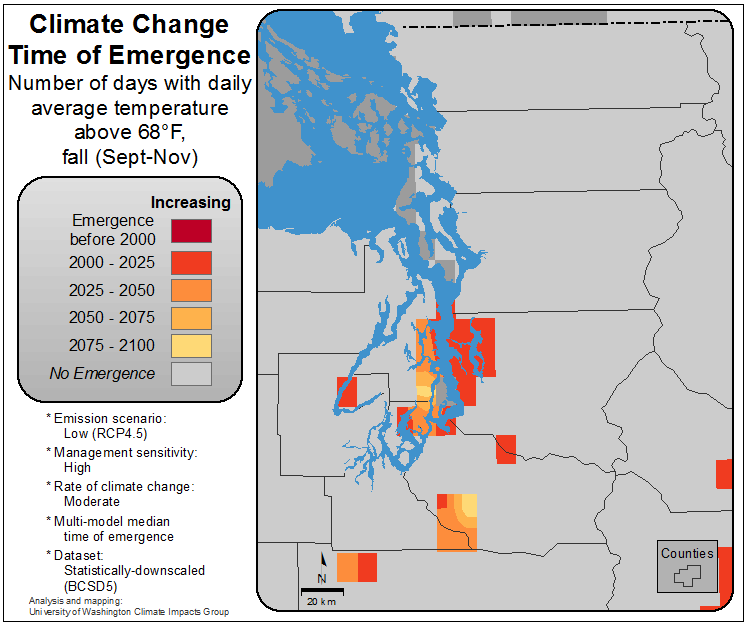 Climate Change
Time of Emergence
Number of days with daily
average temperature
above 68°F,
fall (Sept-Nov)
Increasing
Emergence
before 2000
2000 - 2025
2025 - 2050
2050 - 2075
2075 - 2100
No Emergence
* Emission scenario:
Low (RCP4.5)
* Management sensitivity:
High
* Rate of climate change:
Moderate
* Multi-model median
time of emergence
* Dataset:
Statistically-downscaled
(BCSD5)
Analysis and mapping:
University of Washington Climate Impacts Group
N
20 km
Counties